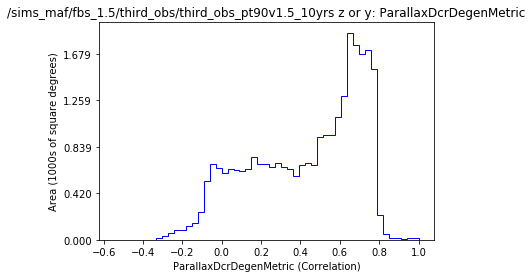 /sims_maf/fbs_1.5/third_obs/third_obs_pt90v1.5_10yrs z or y: ParallaxDcrDegenMetric
1.679
1.259
0.839
0.420
0.000
Area (1000s of square degrees)
−0.6 −0.4 −0.2 0.0 0.2 0.4 0.6 0.8 1.0
ParallaxDcrDegenMetric (Correlation)